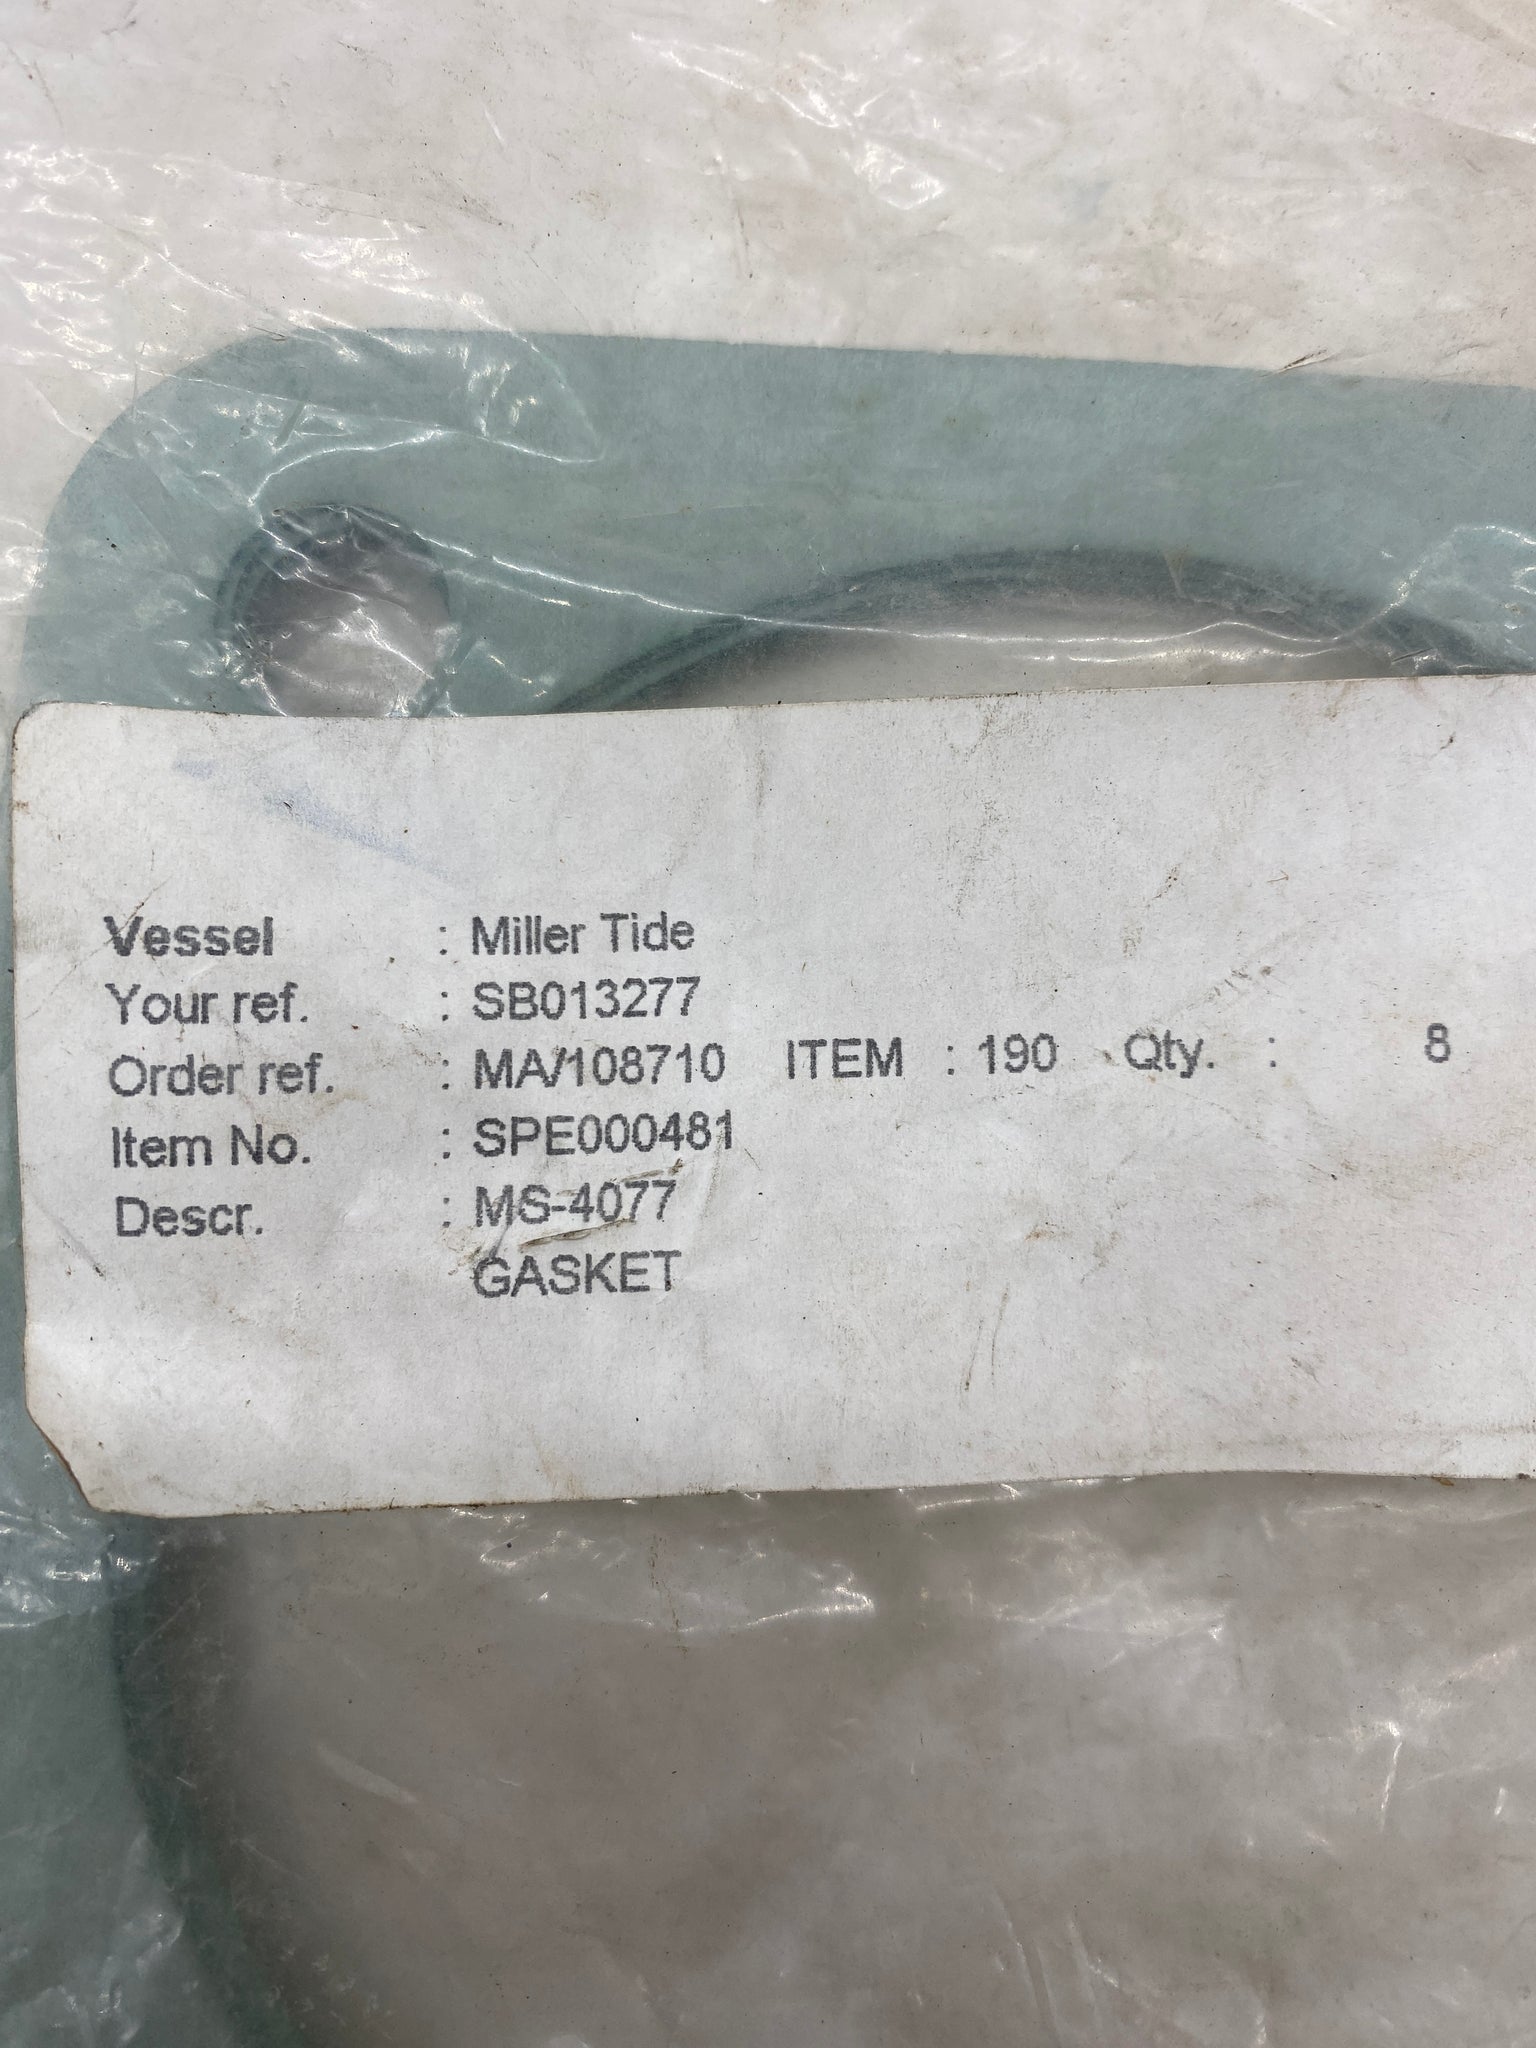 Vessel : Miller Tide
Your ref. : SB013277
Order ref. : MA/108710 ITEM : 190 Qty. : 8
Item No. : SPE000481
Descr. : MS-4077
GASKET